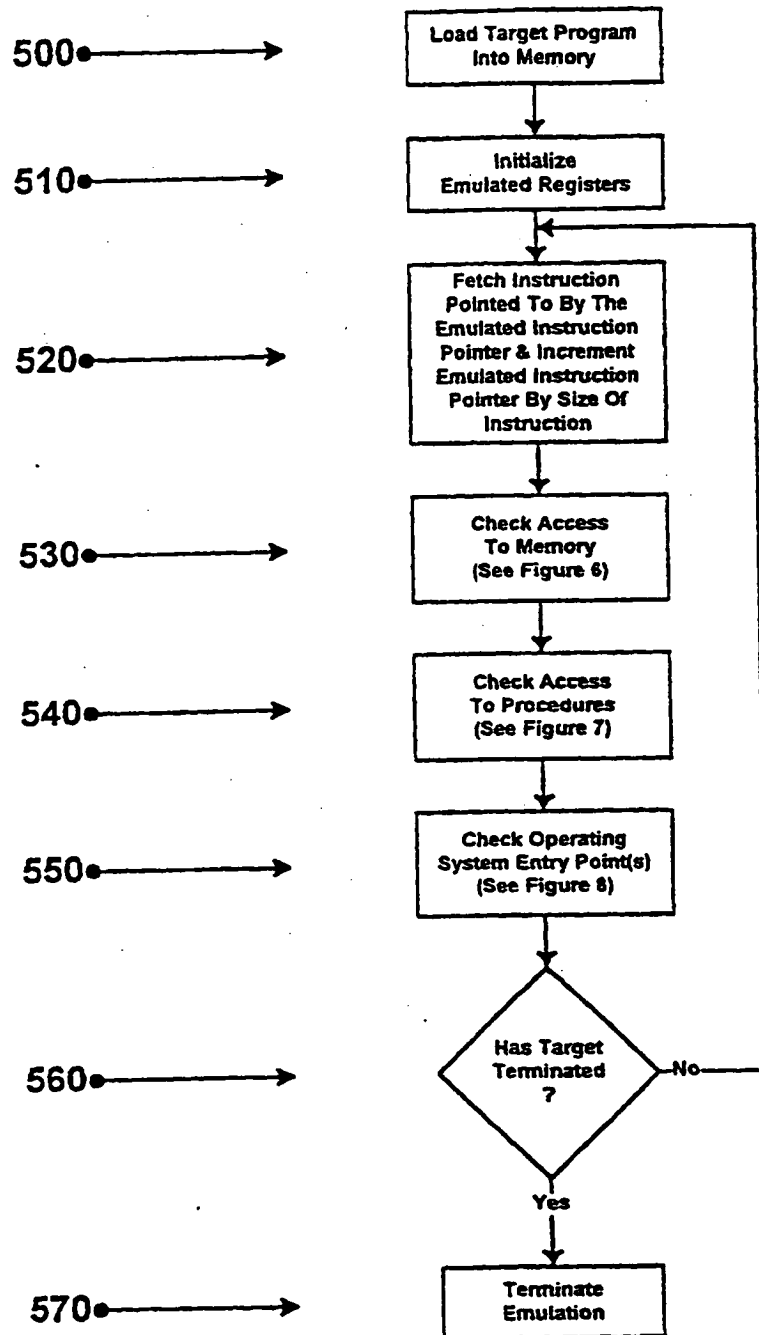 500
Load Target Program
Into Memory
510
Initialize
Emulated Registers
520
Fetch Instruction
Pointed To By The
Emulated Instruction
Pointer & Increment
Emulated Instruction
Pointer By Size Of
Instruction
530
Check Access
To Memory
(See Figure 6)
540
Check Access
To Procedures
(See Figure 7)
550
Check Operating
System Entry Point(s)
(See Figure 8)
560
Has Target
Terminated
?
No
Yes
570
Terminate
Emulation